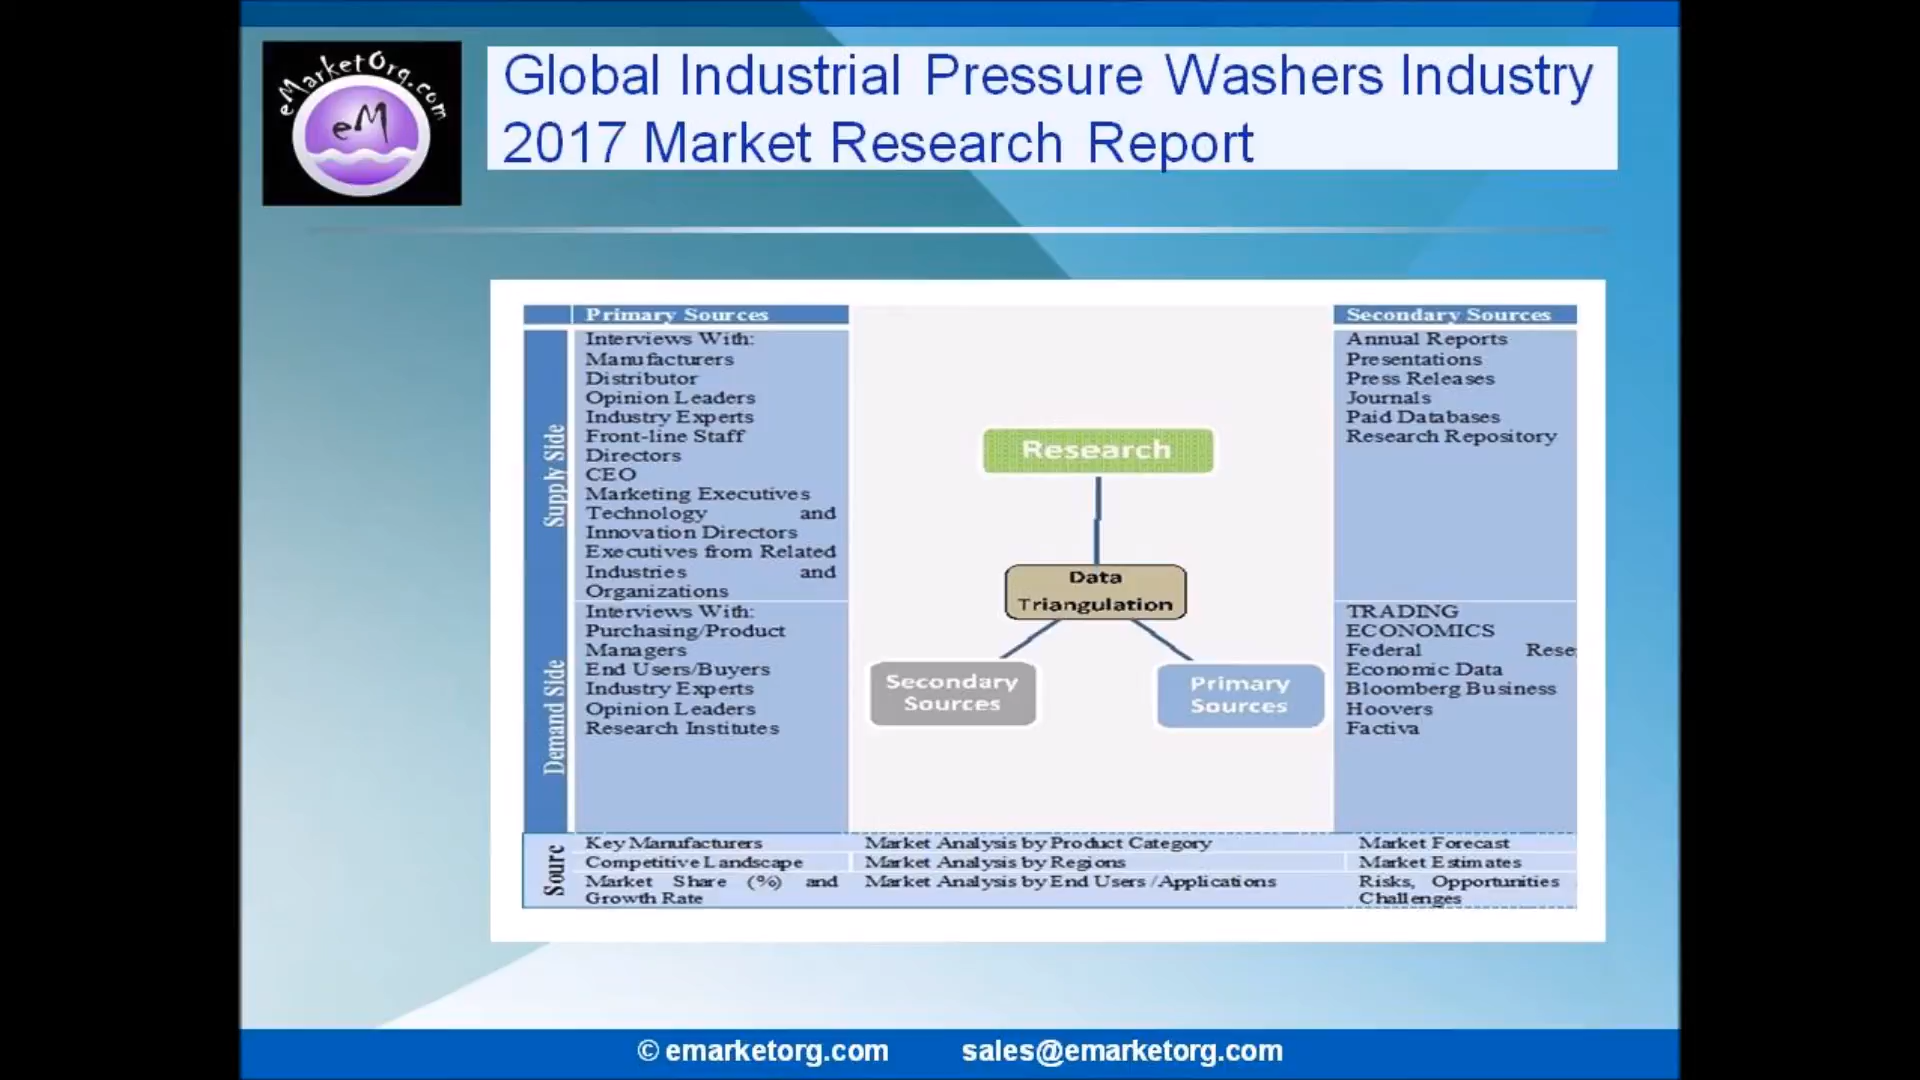 eMarketOrg.com
eM
Global Industrial Pressure Washers Industry
2017 Market Research Report
Primary Sources
Secondary Sources
Supply Side
Interviews With:
Manufacturers
Distributor
Opinion Leaders
Industry Experts
Front-line Staff
Directors
CEO
Marketing Executives
Technology and
Innovation Directors
Executives from Related
Industries and
Organizations
Annual Reports
Presentations
Press Releases
Journals
Paid Databases
Research Repository
Research
Data
Triangulation
Secondary
Sources
Primary
Sources
Demand Side
Interviews With:
Purchasing/Product
Managers
End Users/Buyers
Industry Experts
Opinion Leaders
Research Institutes
TRADING
ECONOMICS
Federal Rese
Economic Data
Bloomberg Business
Hoovers
Factiva
Sourc
Key Manufacturers
Competitive Landscape
Market Share (%) and
Growth Rate
Market Analysis by Product Category
Market Analysis by Regions
Market Analysis by End Users /Applications
Market Forecast
Market Estimates
Risks, Opportunities
Challenges
© emarketorg.com sales@emarketorg.com